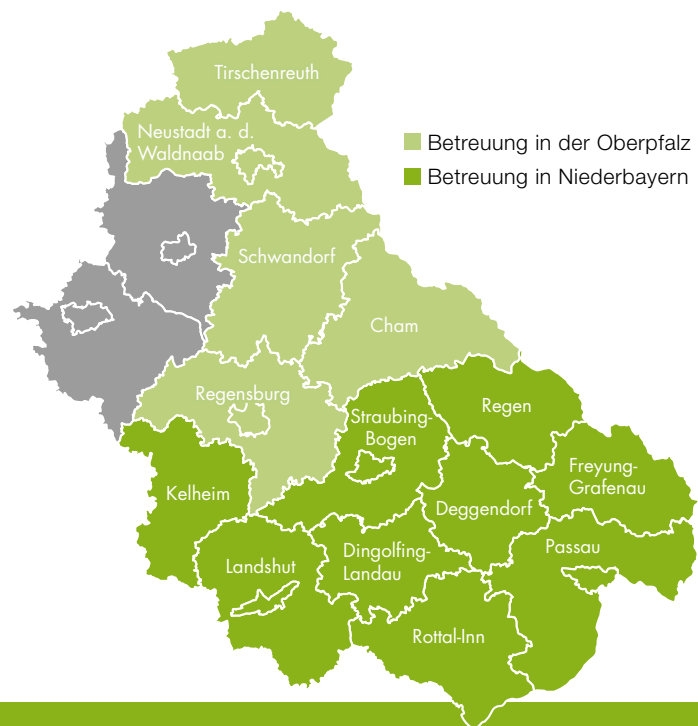 Tirschenreuth
Neustadt a. d.
Waldnaab
Betreuung in der Oberpfalz
Betreuung in Niederbayern
Schwandorf
Cham
Regensburg
Straubing-
Bogen
Regen
Freyung-
Grafenau
Kelheim
Deggendorf
Landshut
Dingolfing-
Landau
Passau
Rottal-Inn